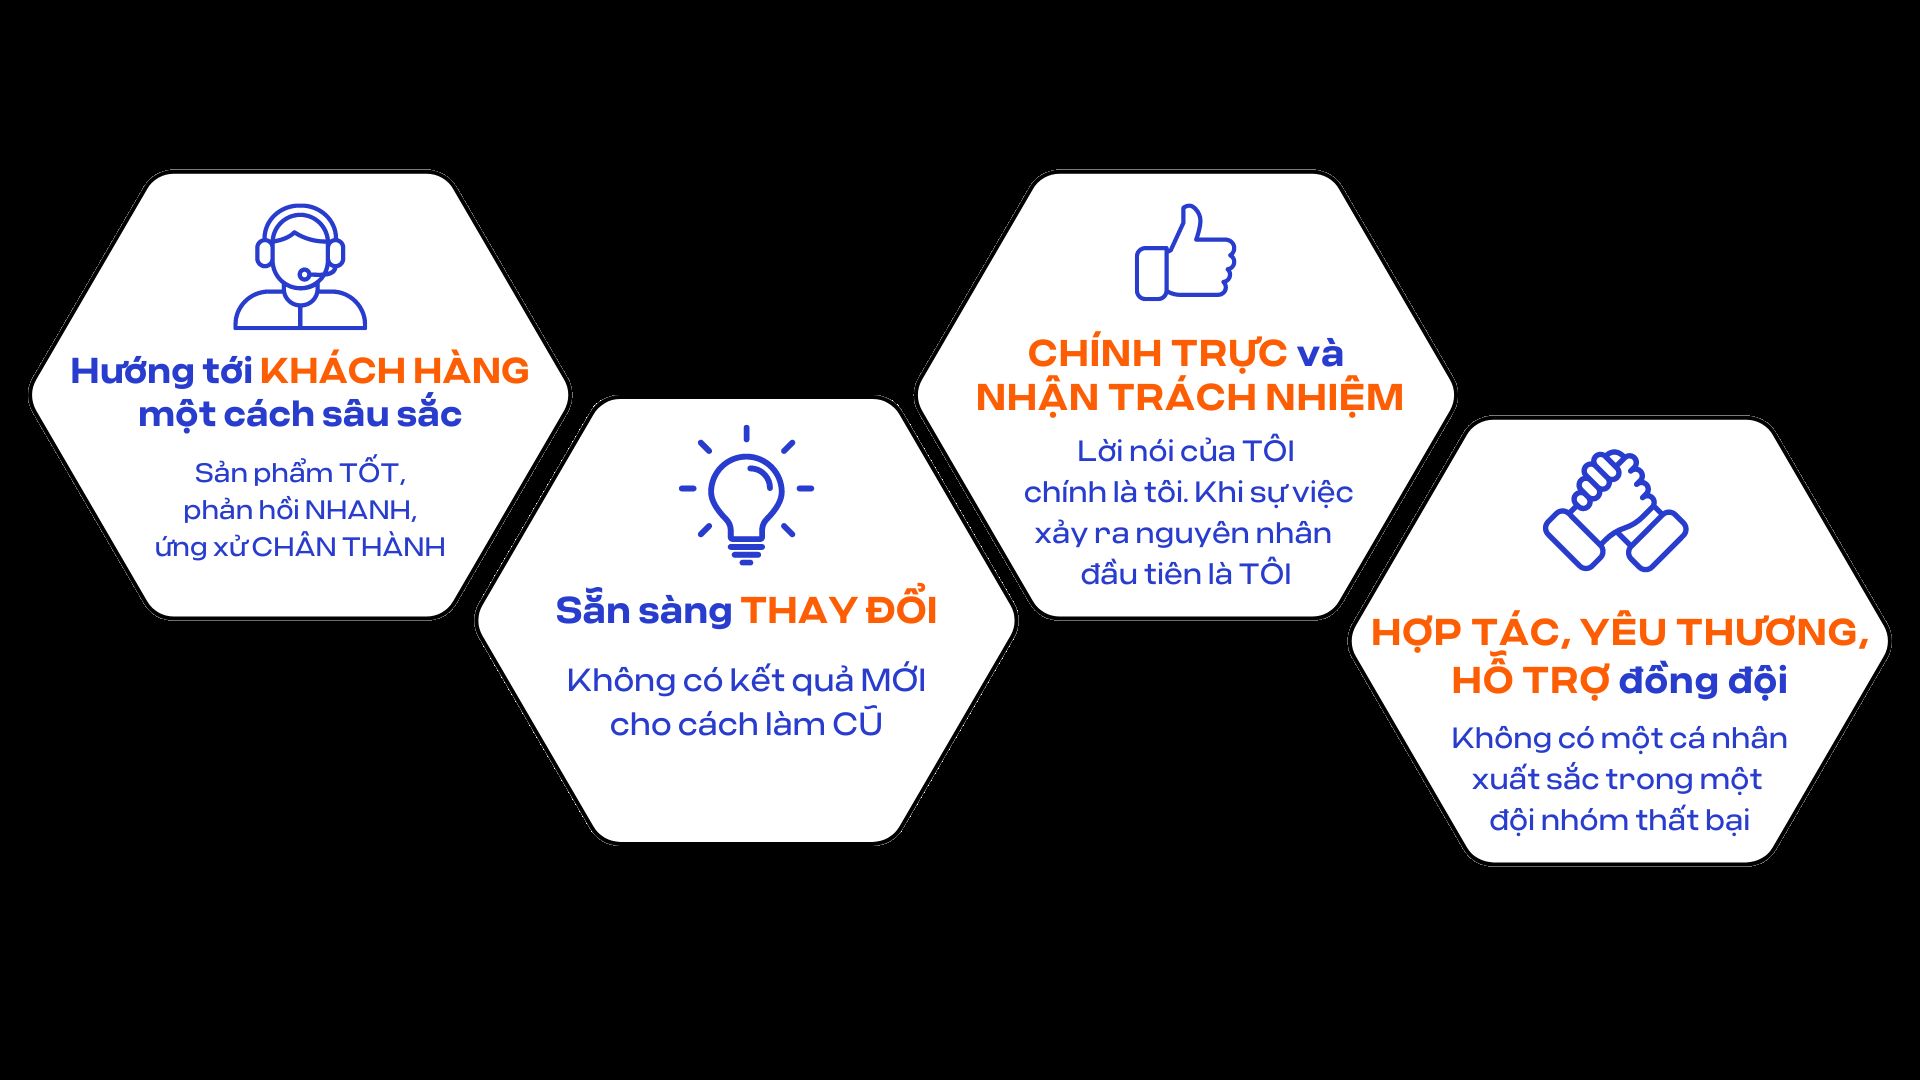 Hướng tới KHÁCH HÀNG
một cách sâu sắc
Sản phẩm TỐT,
phản hồi NHANH,
ứng xử CHÂN THÀNH
Sẵn sàng THAY ĐỔI
Không có kết quả MỚI
cho cách làm CŨ
CHÍNH TRỰC và
NHẬN TRÁCH NHIỆM
Lời nói của TÔI
chính là tôi. Khi sự việc
xảy ra nguyên nhân
đầu tiên là TÔI
HỢP TÁC, YÊU THƯƠNG,
HỖ TRỢ đồng đội
Không có một cá nhân
xuất sắc trong một
đội nhóm thất bại